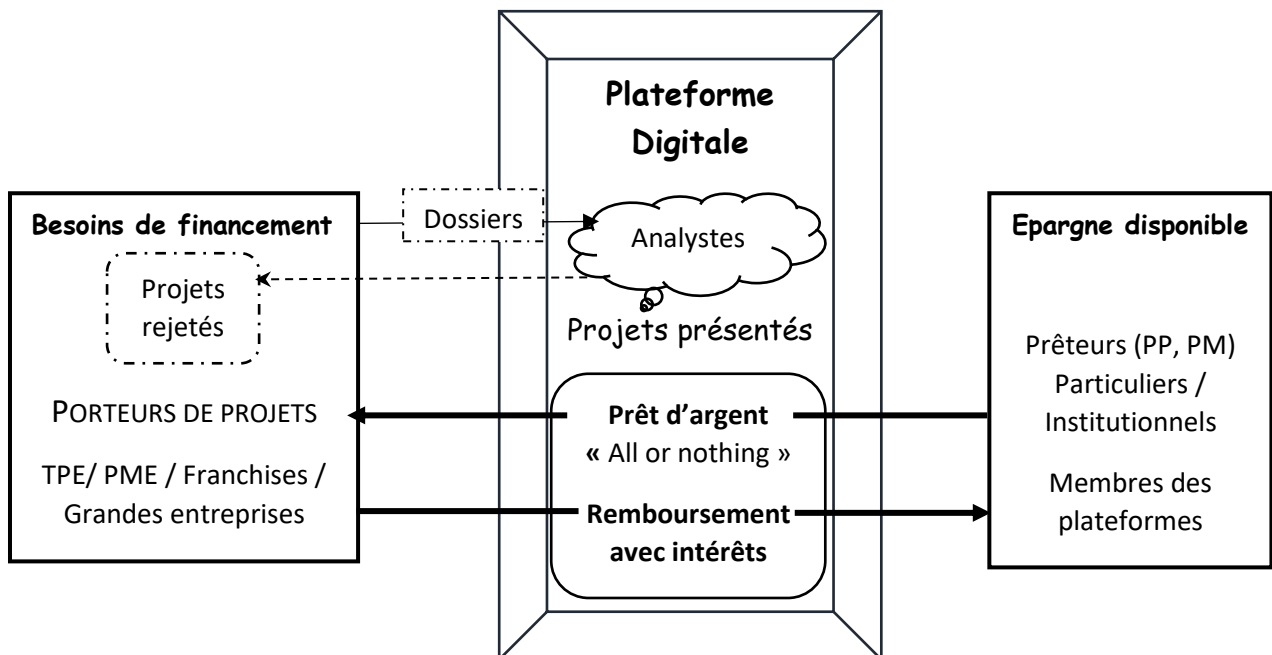 Plateforme
Digitale
Besoins de financement
Dossiers
Analystes
Projets
rejetés
Projets présentés
PORTEURS DE PROJETS
TPE/ PME / Franchises /
Grandes entreprises
Prêt d’argent
« All or nothing »
Remboursement
avec intérêts
Epargne disponible
Prêteurs (PP, PM)
Particuliers /
Institutionnels
Membres des
plateformes